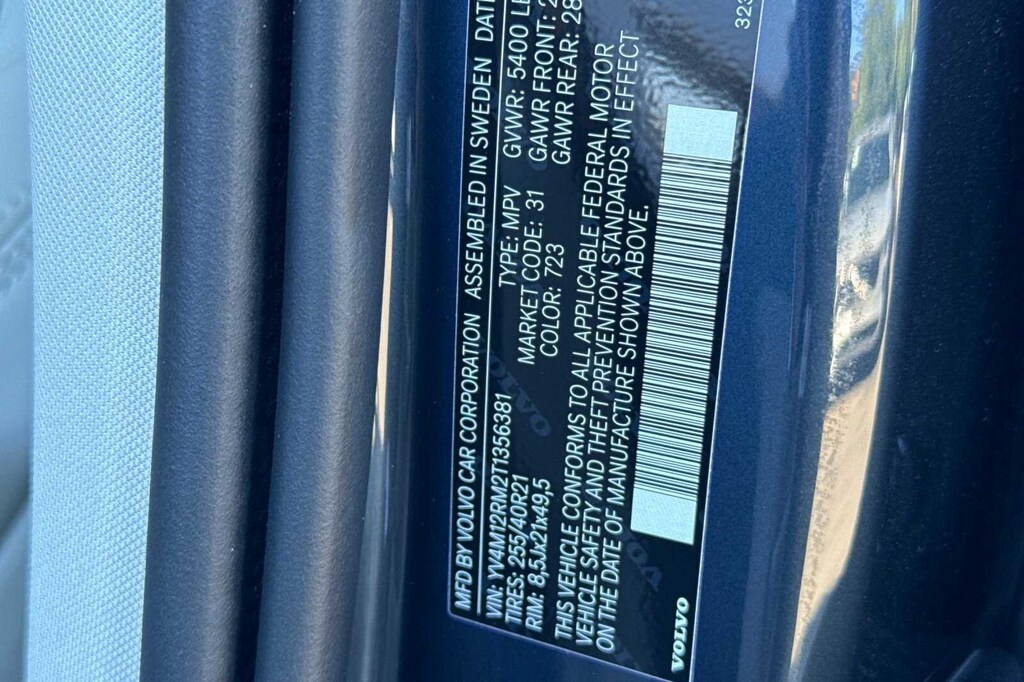 MFD BY VOLVO CAR CORPORATION ASSEMBLED IN SWEDEN
VIN: YV4M12RM2T1356381 TYPE: MPV GVWR: 5400
TIRES: 255/40R21 MARKET CODE: 31 GAWR FRONT:
RIM: 8,5Jx21x49,5 COLOR: 723 GAWR REAR: 28
THIS VEHICLE CONFORMS TO ALL APPLICABLE FEDERAL MOTOR
VEHICLE SAFETY AND THEFT PREVENTION STANDARDS IN EFFECT
ON THE DATE OF MANUFACTURE SHOWN ABOVE.
VOLVO 323